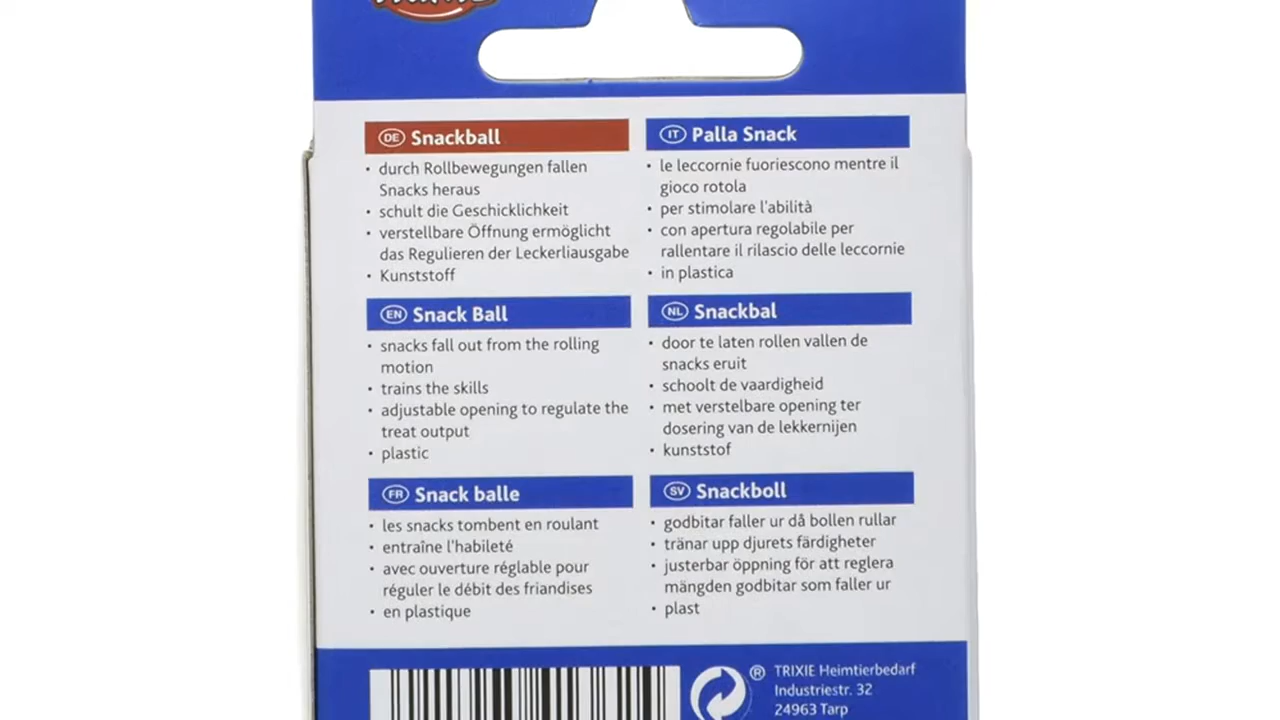 DE Snackball
• durch Rollbewegungen fallen
Snacks heraus
• schult die Geschicklichkeit
• verstellbare Öffnung ermöglicht
das Regulieren der Leckerliausgabe
• Kunststoff
EN Snack Ball
• snacks fall out from the rolling
motion
• trains the skills
• adjustable opening to regulate the
treat output
• plastic
FR Snack balle
• les snacks tombent en roulant
• entraîne l'habileté
• avec ouverture réglable pour
réguler le débit des friandises
• en plastique
IT Palla Snack
• le leccornie fuoriescono mentre il
gioco rotola
• per stimolare l'abilità
• con apertura regolabile per
rallentare il rilascio delle leccornie
• in plastica
NL Snackbal
• door te laten rollen vallen de
snacks eruit
• schoolt de vaardigheid
• met verstelbare opening ter
dosering van de lekkernijen
• kunststof
SV Snackboll
• godbitar faller ur då bollen rullar
• tränar upp djurets färdigheter
• justerbar öppning för att reglera
mängden godbitar som faller ur
• plast
® TRIXIE Heimtierbedarf
Industriestr. 32
24963 Tarp